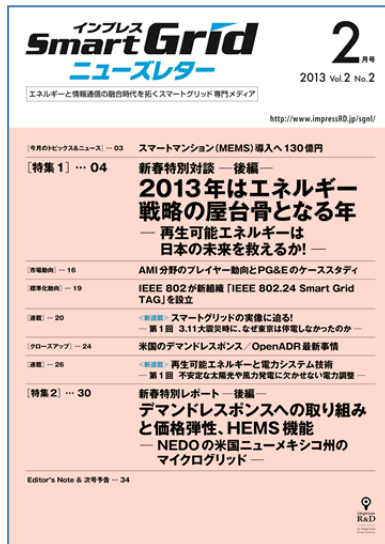 インプレス
SmartGrid
ニューズレター
エネルギーと情報通信の融合時代を拓くスマートグリッド専門メディア
2月号
2013 Vol.2 No.2
http://www.impressRD.jp/sgnl/
[今月のトピックス&ニュース] … 03 スマートマンション(MEMS)導入へ130億円
[特集1] … 04 新春特別対談 ―後編―
2013年はエネルギー
戦略の屋台骨となる年
― 再生可能エネルギーは
日本の未来を救えるか! ―
[市場動向] … 16 AMI分野のプレイヤー動向とPG&Eのケーススタディ
[標準化動向] … 19 IEEE 802が新組織「IEEE 802.24 Smart Grid
TAG」を設立
[連載] … 20 <新連載> スマートグリッドの実像に迫る!
― 第1回 3.11大震災時に、なぜ東京は停電しなかったのか ―
[クローズアップ] … 24 米国のデマンドレスポンス/OpenADR最新事情
[連載] … 26 <新連載> 再生可能エネルギーと電力システム技術
― 第1回 不安定な太陽光や風力発電に欠かせない電力調整 ―
[特集2] … 30 新春特別レポート ―後編―
デマンドレスポンスへの取り組み
と価格弾性、HEMS機能
― NEDOの米国ニューメキシコ州の
マイクログリッド ―
Editor's Note & 次号予告 … 34
impress
R&D